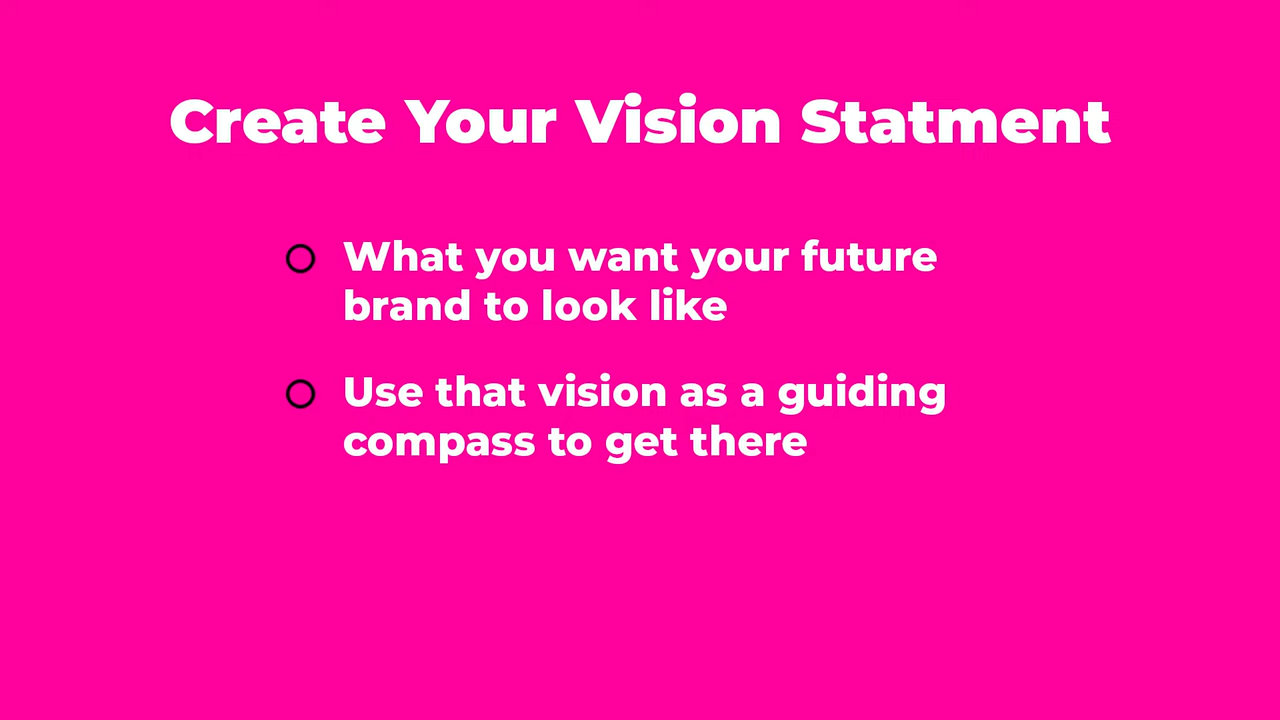 Create Your Vision Statment
What you want your future
brand to look like
Use that vision as a guiding
compass to get there